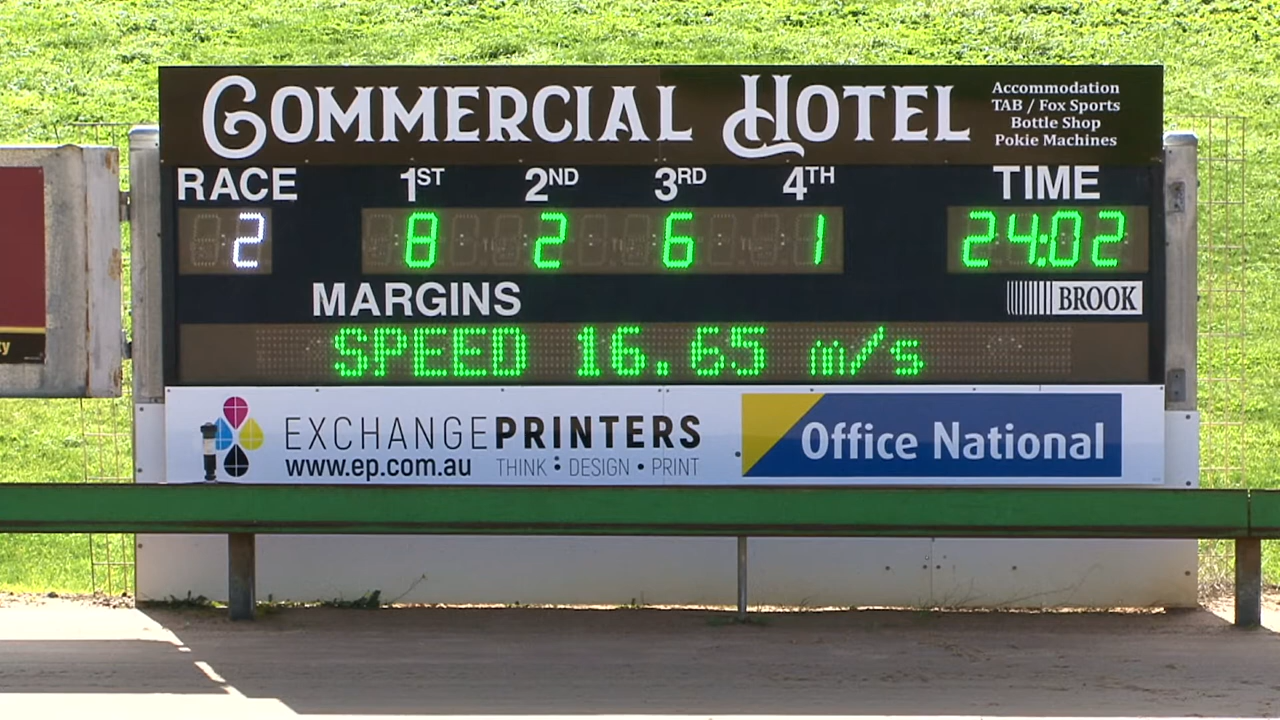 COMMERCIAL HOTEL
Accommodation
TAB / Fox Sports
Bottle Shop
Pokie Machines
RACE 1ST 2ND 3RD 4TH TIME
2 8 2 6 1 24:02
MARGINS
BROOK
SPEED 16.65 m/s
EXCHANGEPRINTERS
www.ep.com.au THINK • DESIGN • PRINT
Office National